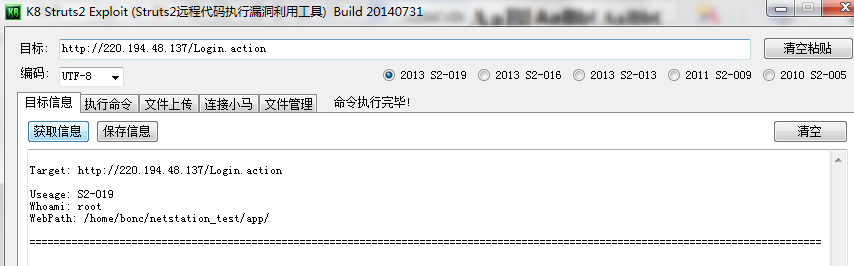 K8 Struts2 Exploit (Struts2远程代码执行漏洞利用工具) Build 20140731
目标: http://220.194.48.137/Login.action 清空粘贴
编码: UTF-8 2013 S2-019 2013 S2-016 2013 S2-013 2011 S2-009 2010 S2-005
目标信息 执行命令 文件上传 连接小马 文件管理 命令执行完毕!
获取信息 保存信息 清空
Target: http://220.194.48.137/Login.action
Useage: S2-019
Whoami: root
WebPath: /home/bonc/netstation_test/app/